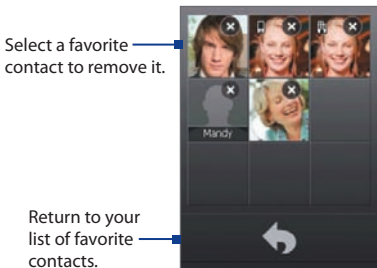 Select a favorite
contact to remove it.
Mandy
Return to your
list of favorite
contacts.